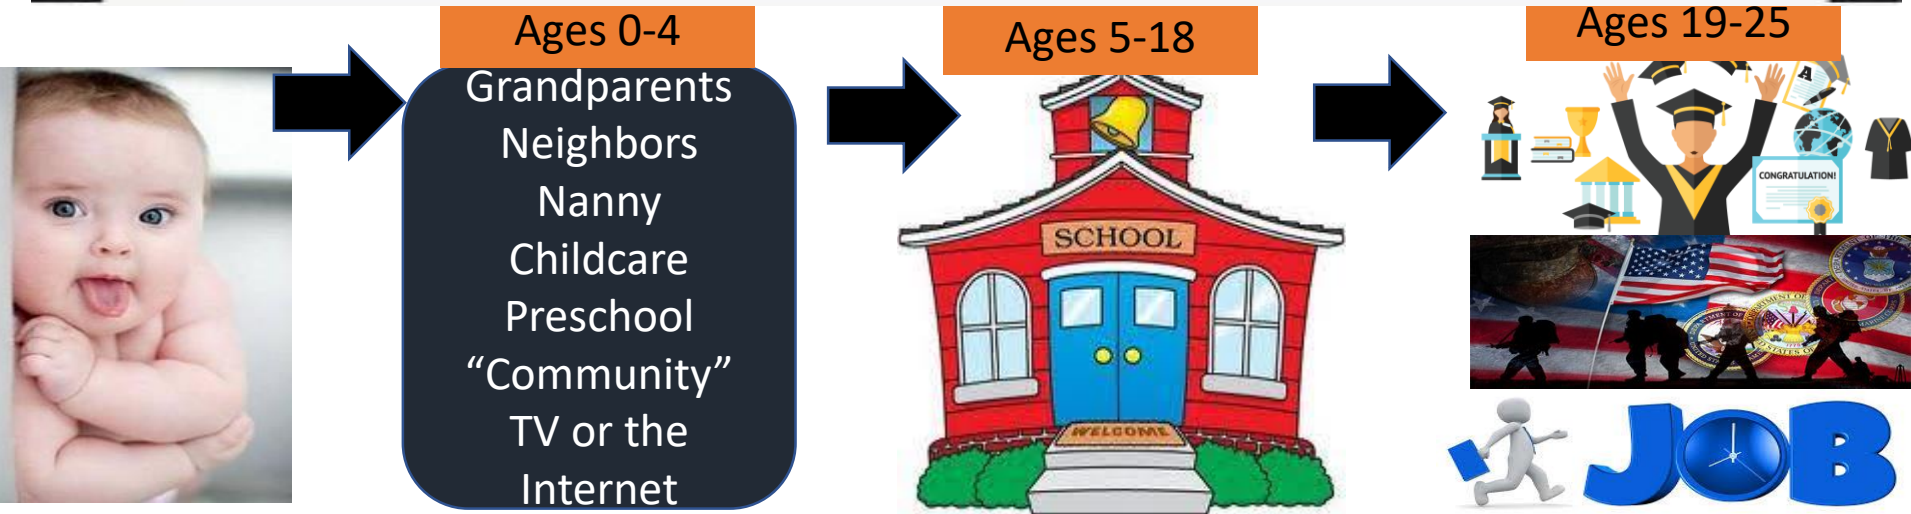 Ages 0-4
Grandparents
Neighbors
Nanny
Childcare
Preschool
“Community”
TV or the
Internet
Ages 5-18
SCHOOL
WELCOME
Ages 19-25
A
CONGRATULATION!
JOB